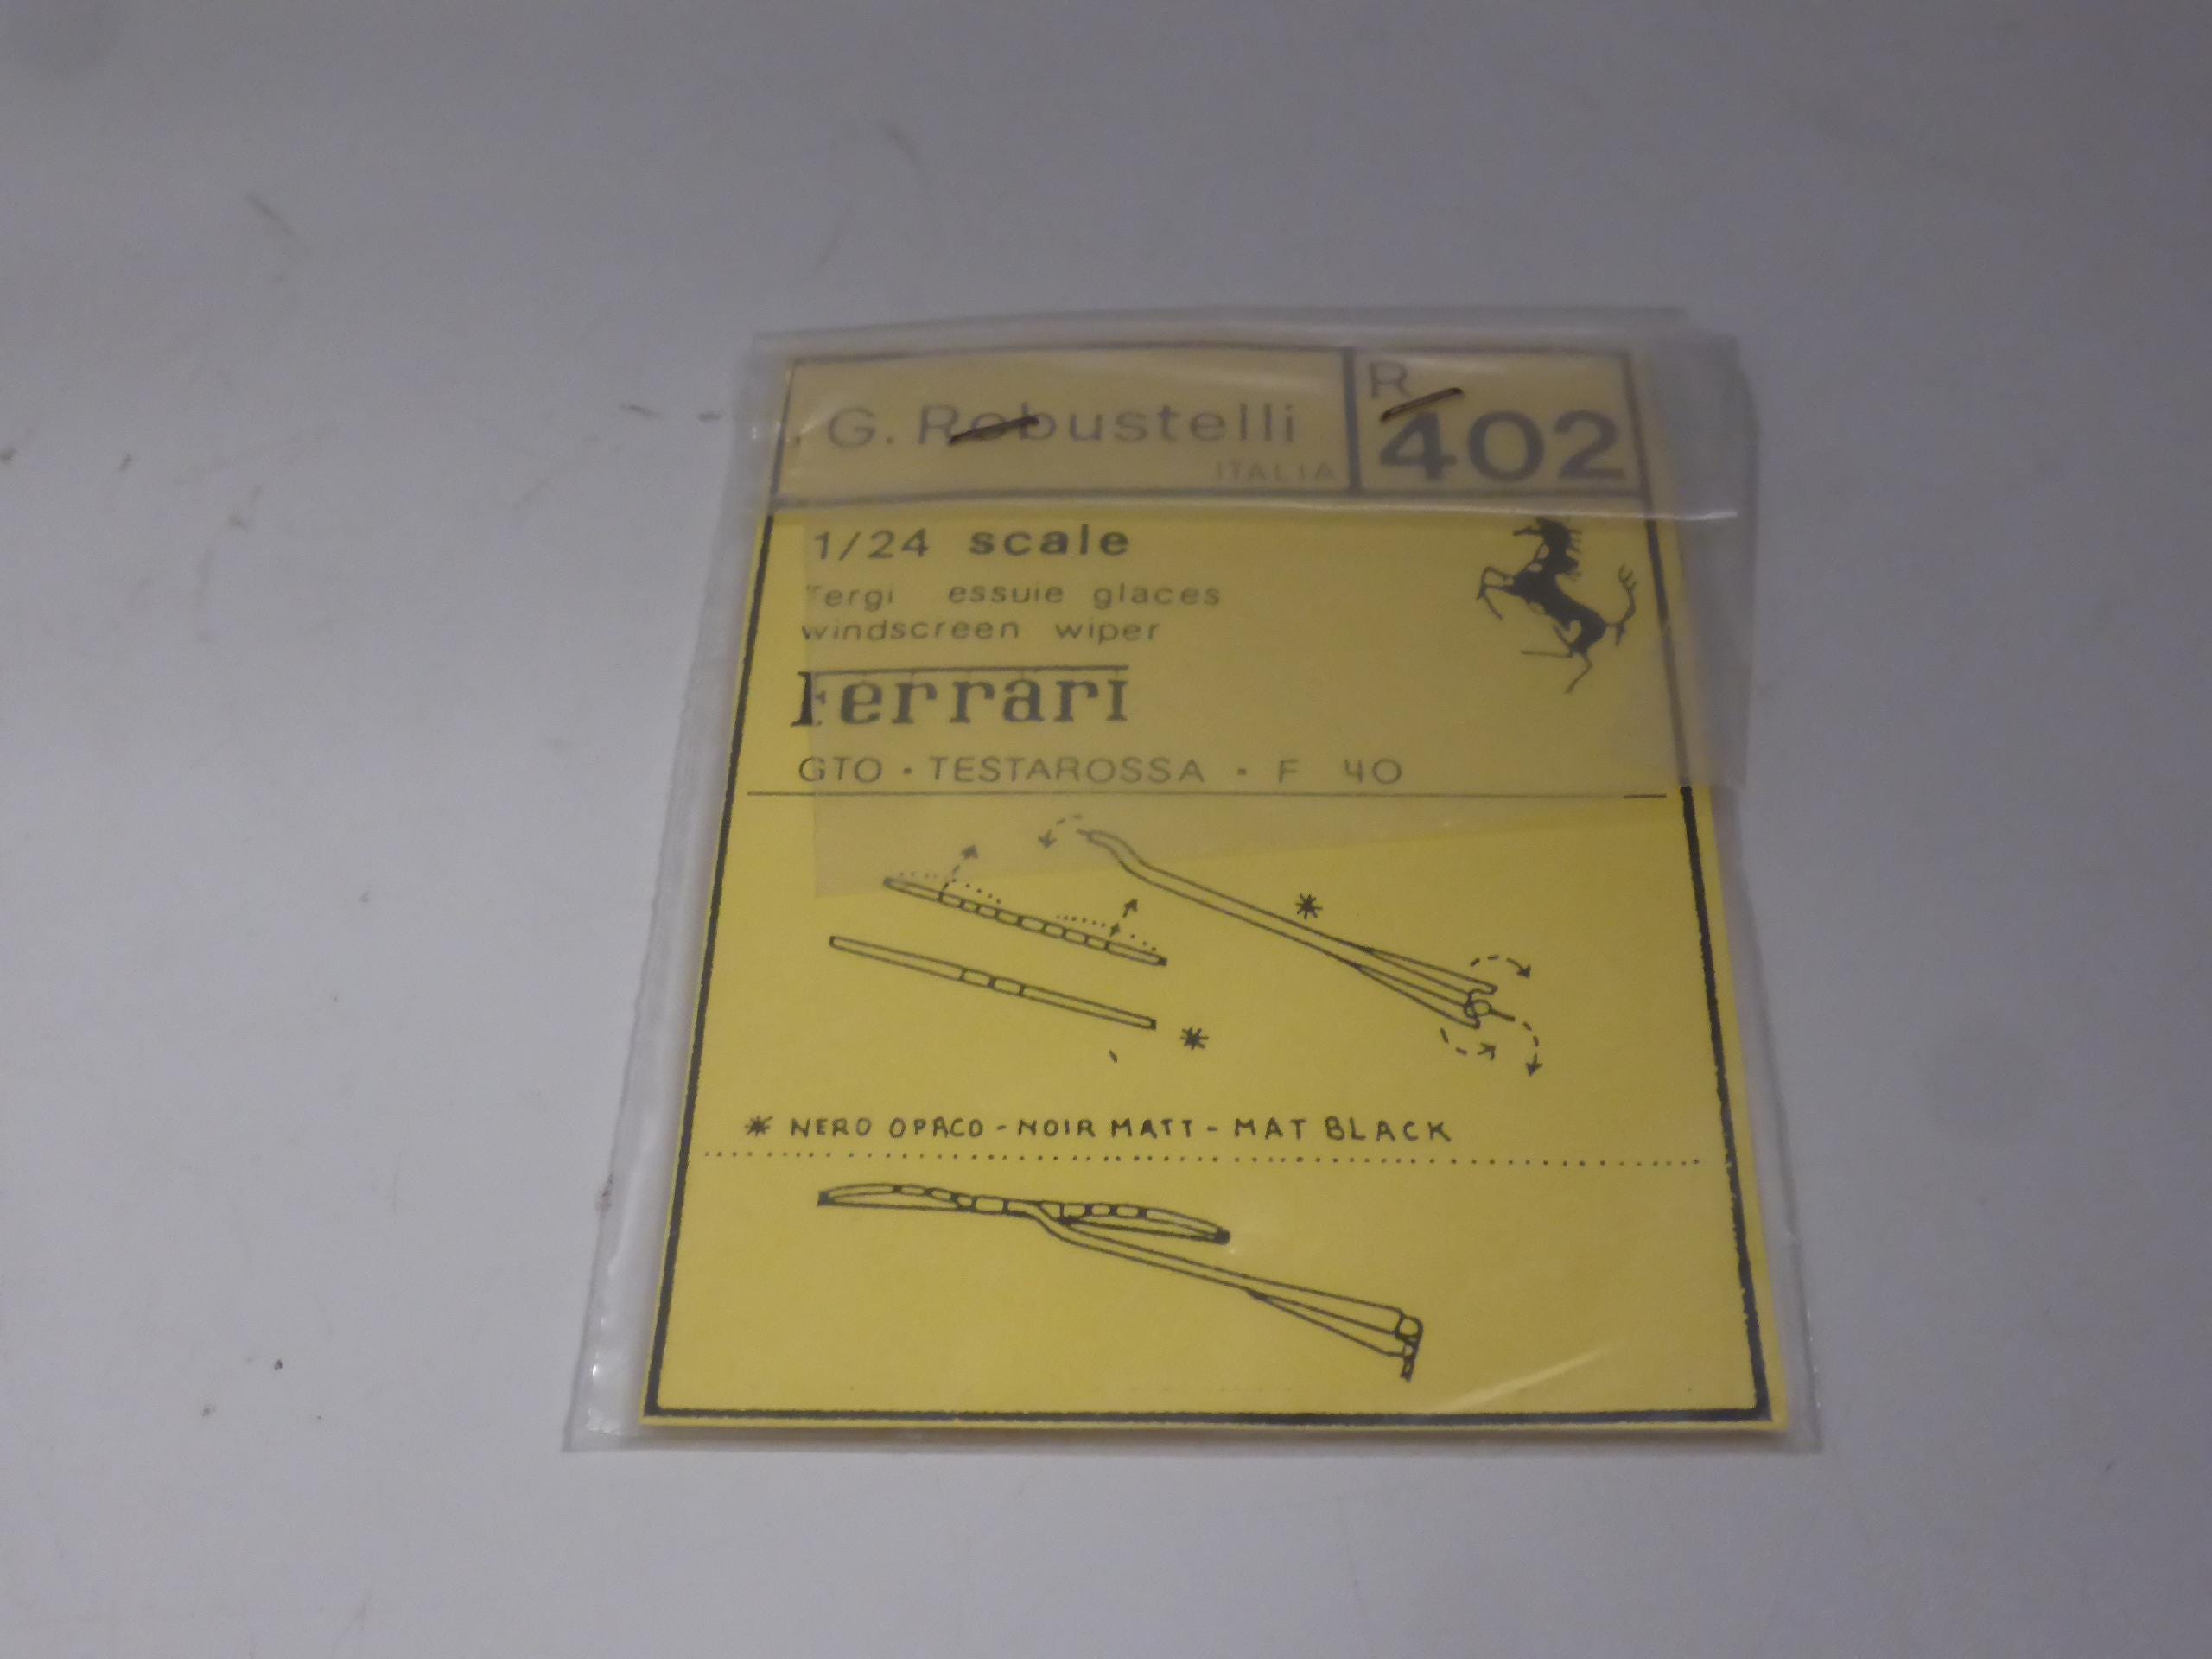 G. Robustelli
ITALIA
R
402
1/24 scale
Tergi essuie glaces
windscreen wiper
Ferrari
GTO · TESTAROSSA · F 40
* NERO OPACO - NOIR MATT - MAT BLACK